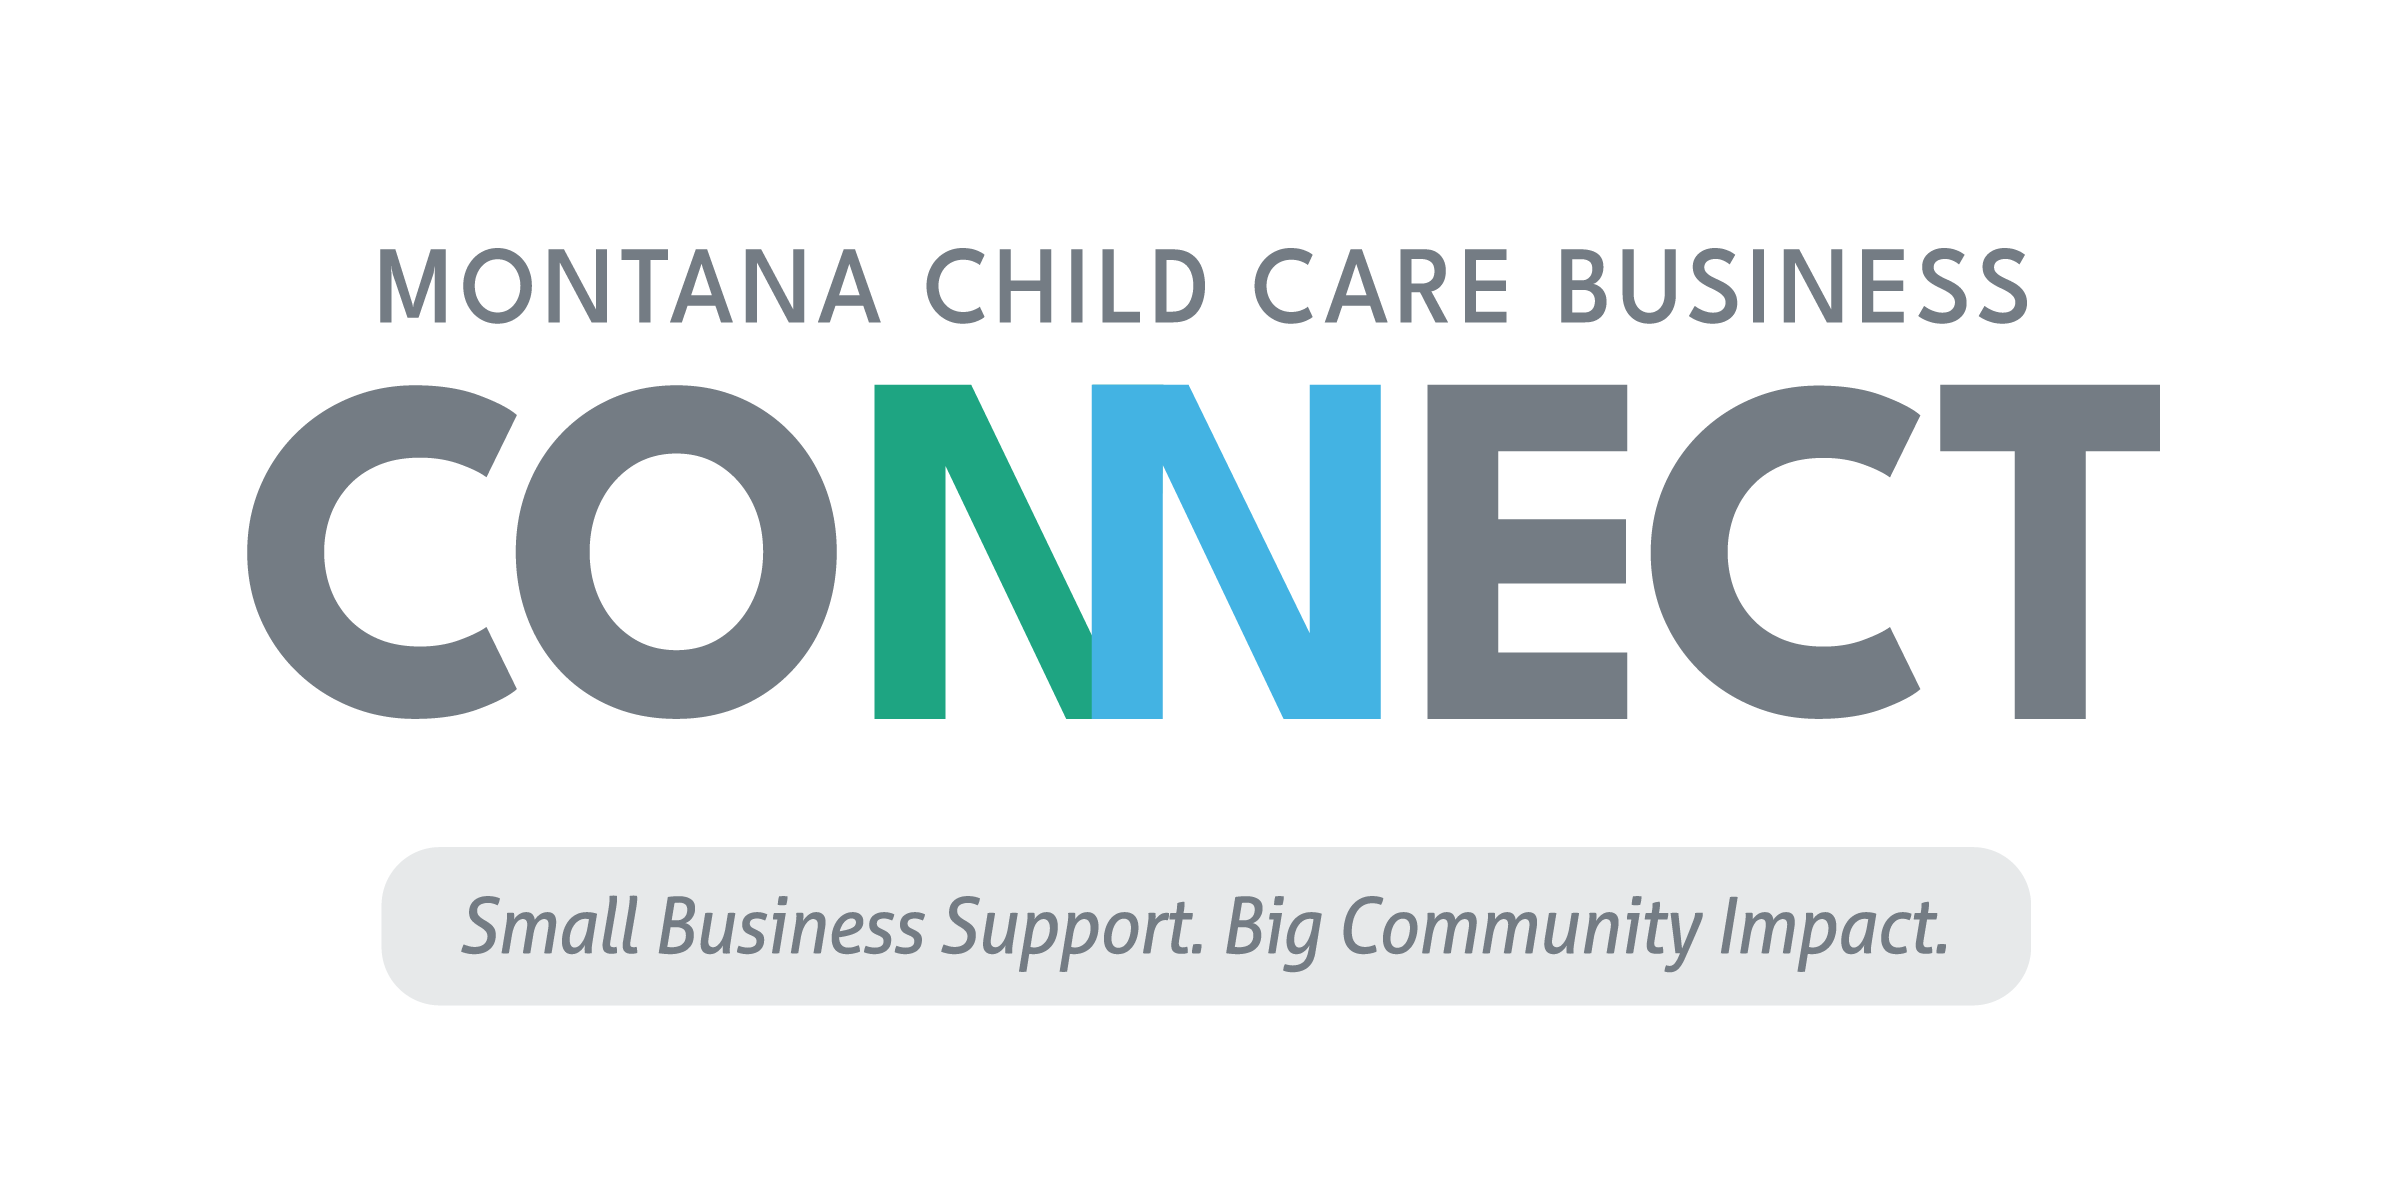 MONTANA CHILD CARE BUSINESS
CONNECT
Small Business Support. Big Community Impact.